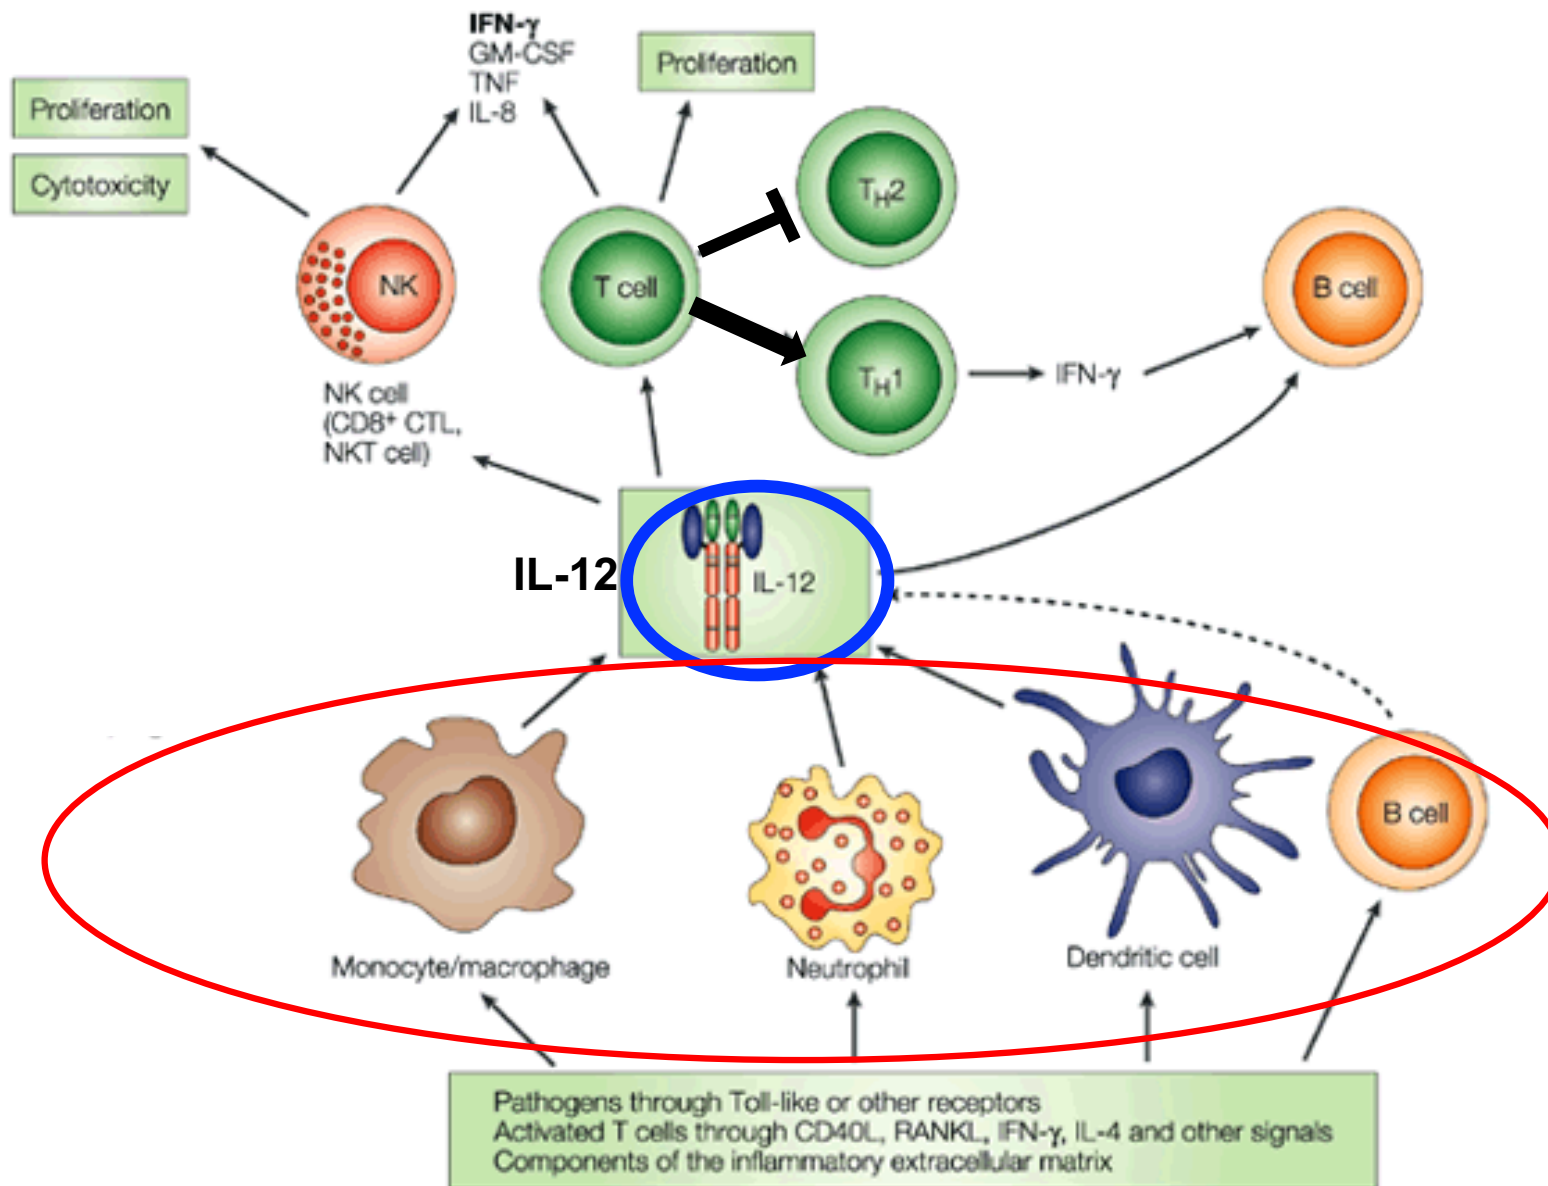 IFN-γ
GM-CSF
TNF
IL-8
Proliferation
Proliferation
Cytotoxicity
TH2
NK
T cell
B cell
TH1
IFN-γ
NK cell
(CD8+ CTL,
NKT cell)
IL-12
IL-12
B cell
Monocyte/macrophage
Neutrophil
Dendritic cell
Pathogens through Toll-like or other receptors
Activated T cells through CD40L, RANKL, IFN-γ, IL-4 and other signals
Components of the inflammatory extracellular matrix